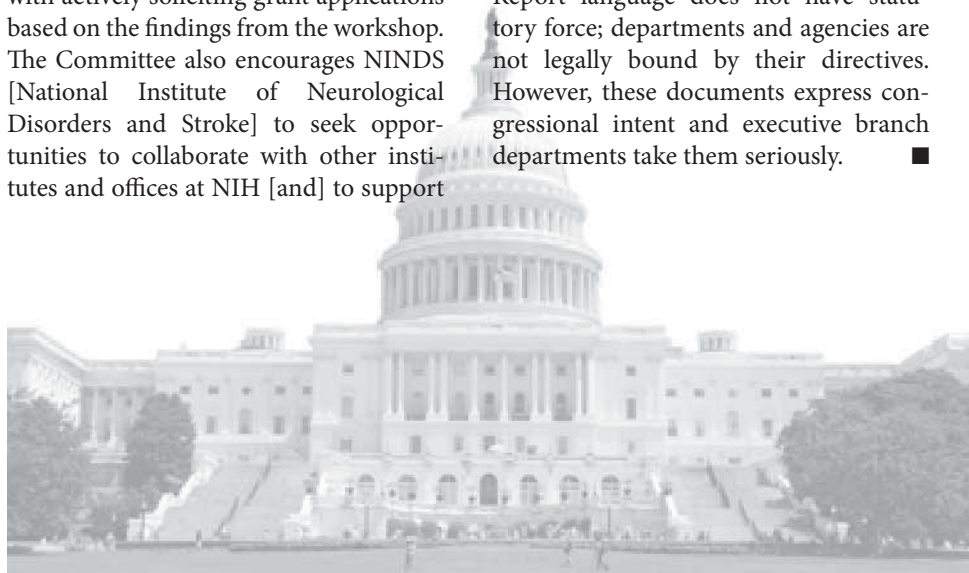 with actively soliciting grant applications
based on the findings from the workshop.
The Committee also encourages NINDS
[National Institute of Neurological
Disorders and Stroke] to seek oppor-
tunities to collaborate with other insti-
tutes and offices at NIH [and] to support
Report language does not have statu-
tory force; departments and agencies are
not legally bound by their directives.
However, these documents express con-
gressional intent and executive branch
departments take them seriously. ■